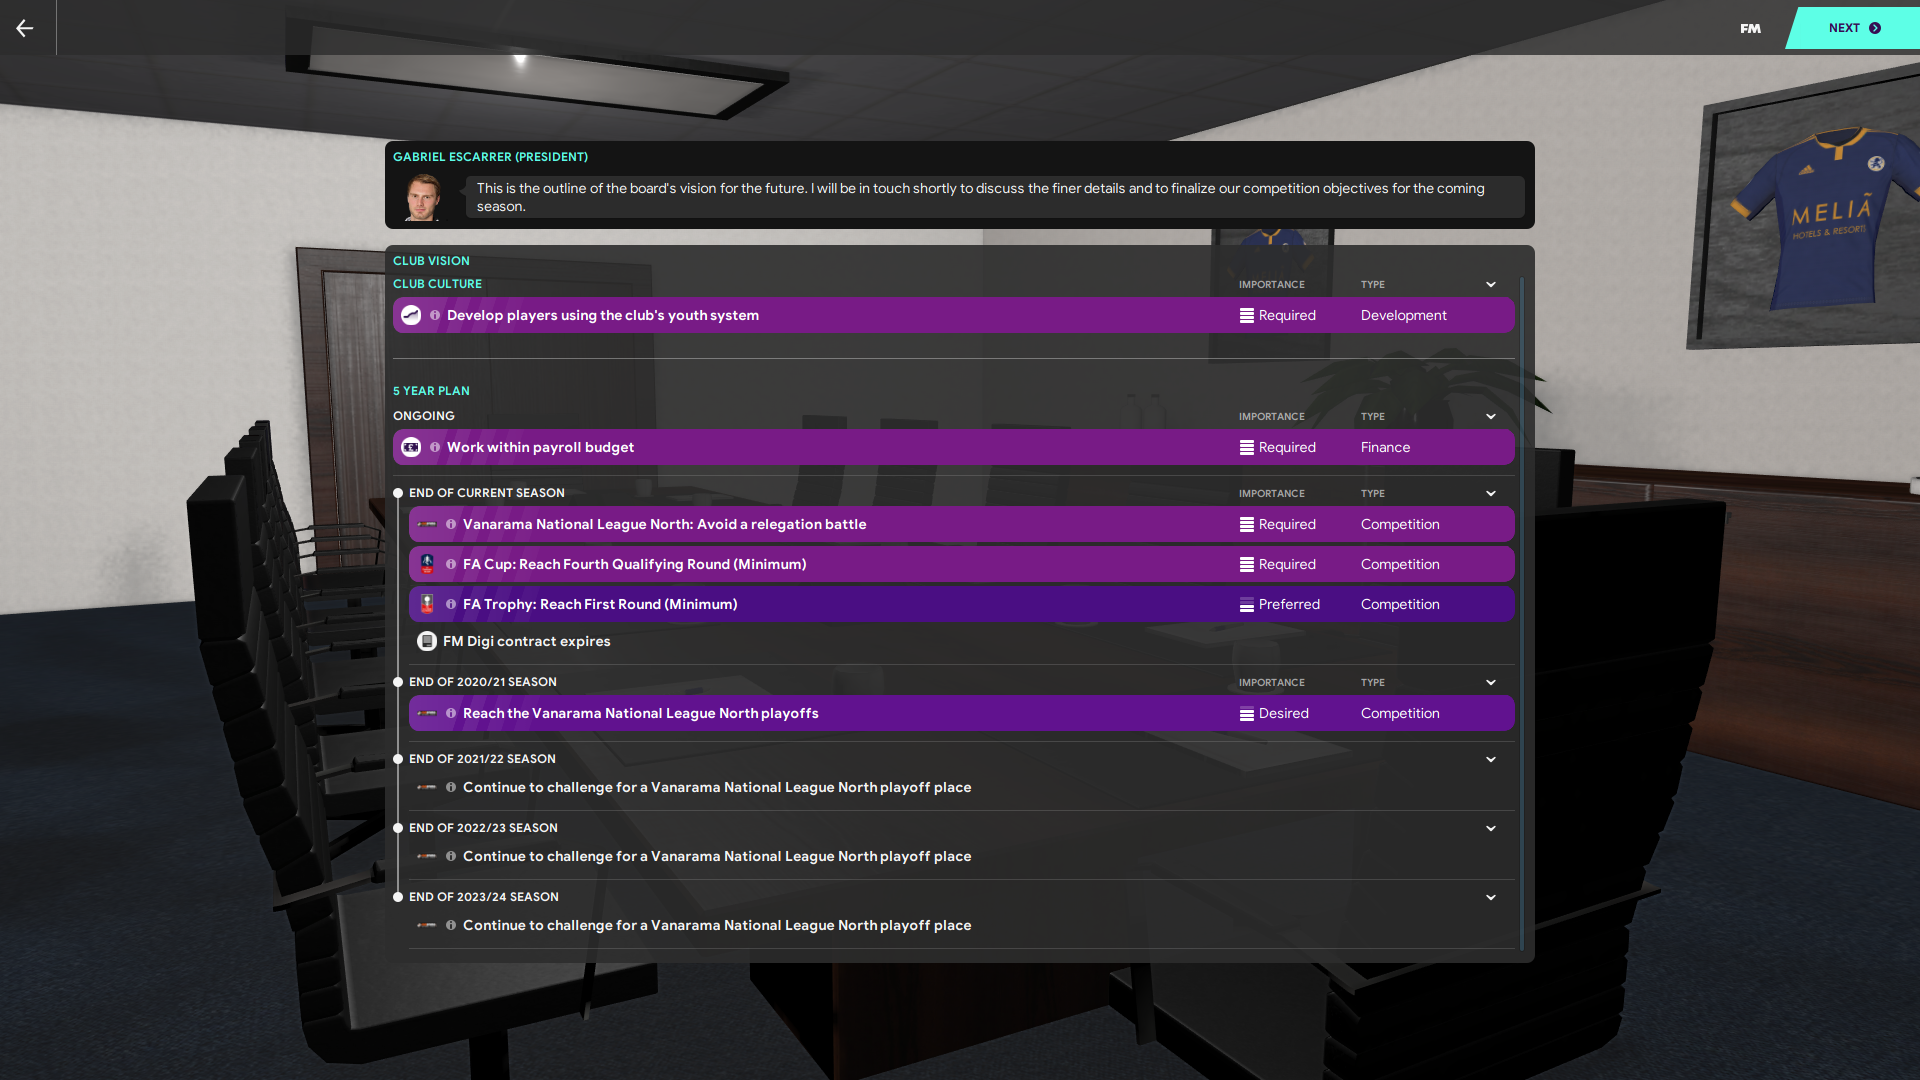 FM
NEXT
GABRIEL ESCARRER (PRESIDENT)
This is the outline of the board's vision for the future. I will be in touch shortly to discuss the finer details and to finalize our competition objectives for the coming
season.
MELIÃ
HOTELS & RESORTS
CLUB VISION
CLUB CULTURE IMPORTANCE TYPE
Develop players using the club's youth system Required Development
5 YEAR PLAN
ONGOING IMPORTANCE TYPE
Work within payroll budget Required Finance
END OF CURRENT SEASON IMPORTANCE TYPE
Vanarama National League North: Avoid a relegation battle Required Competition
FA Cup: Reach Fourth Qualifying Round (Minimum) Required Competition
FA Trophy: Reach First Round (Minimum) Preferred Competition
FM Digi contract expires
END OF 2020/21 SEASON IMPORTANCE TYPE
Reach the Vanarama National League North playoffs Desired Competition
END OF 2021/22 SEASON
Continue to challenge for a Vanarama National League North playoff place
END OF 2022/23 SEASON
Continue to challenge for a Vanarama National League North playoff place
END OF 2023/24 SEASON
Continue to challenge for a Vanarama National League North playoff place